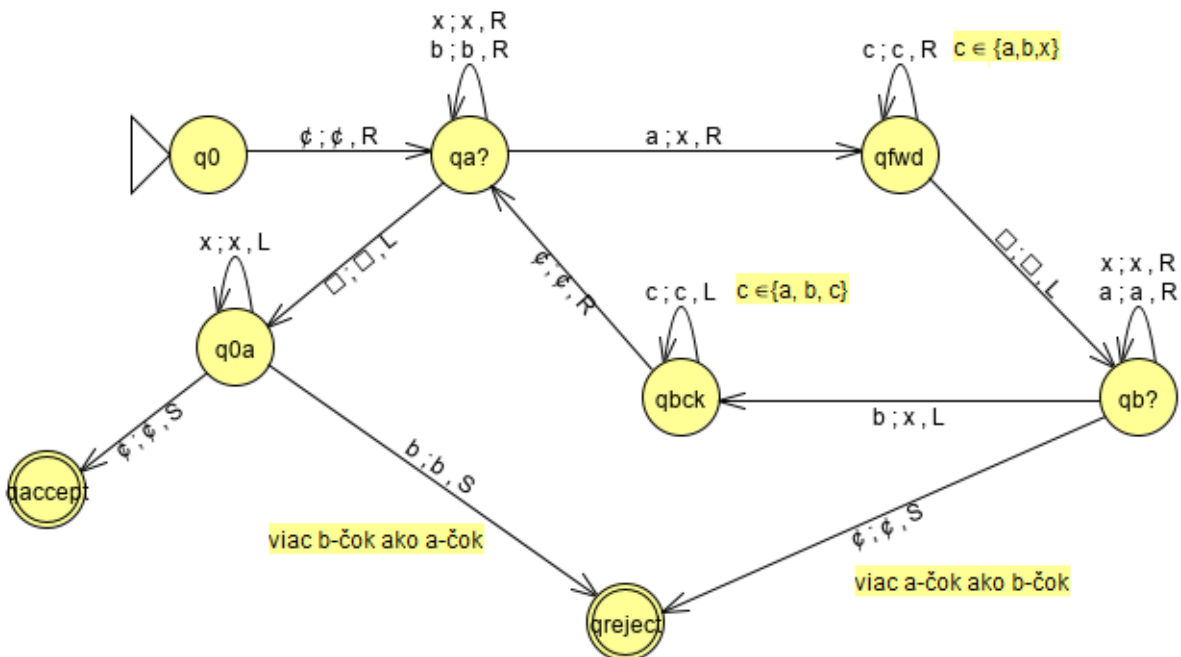 x ; x , R
b ; b , R
c ; c , R
c ∈ {a,b,x}
q0
¢ ; ¢ , R
qa?
a ; x , R
qfwd
x ; x , L
□ ; □ , L
¢ ; ¢ , R
c ; c , L
c ∈{a, b, c}
□ ; □ , L
x ; x , R
a ; a , R
q0a
qbck
b ; x , L
qb?
¢ ; ¢ , S
b ; b , S
qaccept
¢ ; ¢ , S
viac b-čok ako a-čok
viac a-čok ako b-čok
qreject